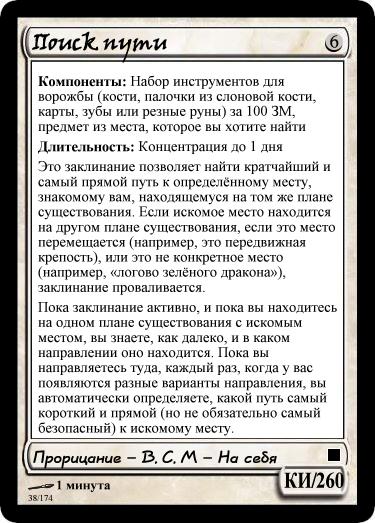 Поиск пути
6
Компоненты: Набор инструментов для
ворожбы (кости, палочки из слоновой кости,
карты, зубы или резные руны) за 100 ЗМ,
предмет из места, которое вы хотите найти
Длительность: Концентрация до 1 дня
Это заклинание позволяет найти кратчайший и
самый прямой путь к определённому месту,
знакомому вам, находящемуся на том же плане
существования. Если искомое место находится
на другом плане существования, если это место
перемещается (например, это передвижная
крепость), или это не конкретное место
(например, «логово зелёного дракона»),
заклинание проваливается.
Пока заклинание активно, и пока вы находитесь
на одном плане существования с искомым
местом, вы знаете, как далеко, и в каком
направлении оно находится. Пока вы
направляетесь туда, каждый раз, когда у вас
появляются разные варианты направления, вы
автоматически определяете, какой путь самый
короткий и прямой (но не обязательно самый
безопасный) к искомому месту.
Прорицание – В, С, М – На себя
1 минута
КИ/260
38/174